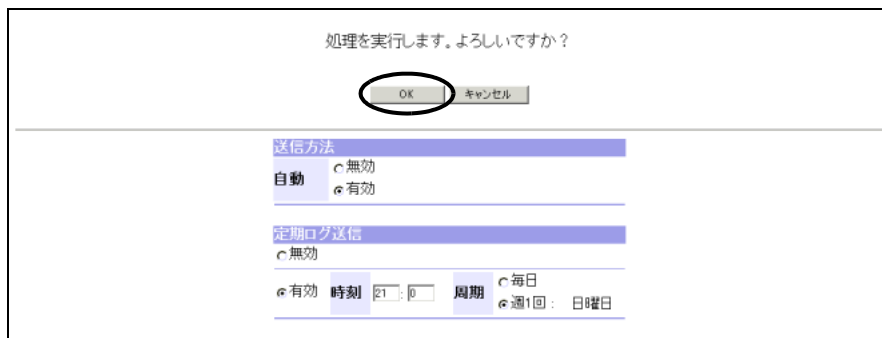 処理を実行します。よろしいですか？
OK キャンセル
送信方法
自動 無効
有効
定期ログ送信
無効
有効 時刻 21 : 0 周期 毎日
週1回： 日曜日